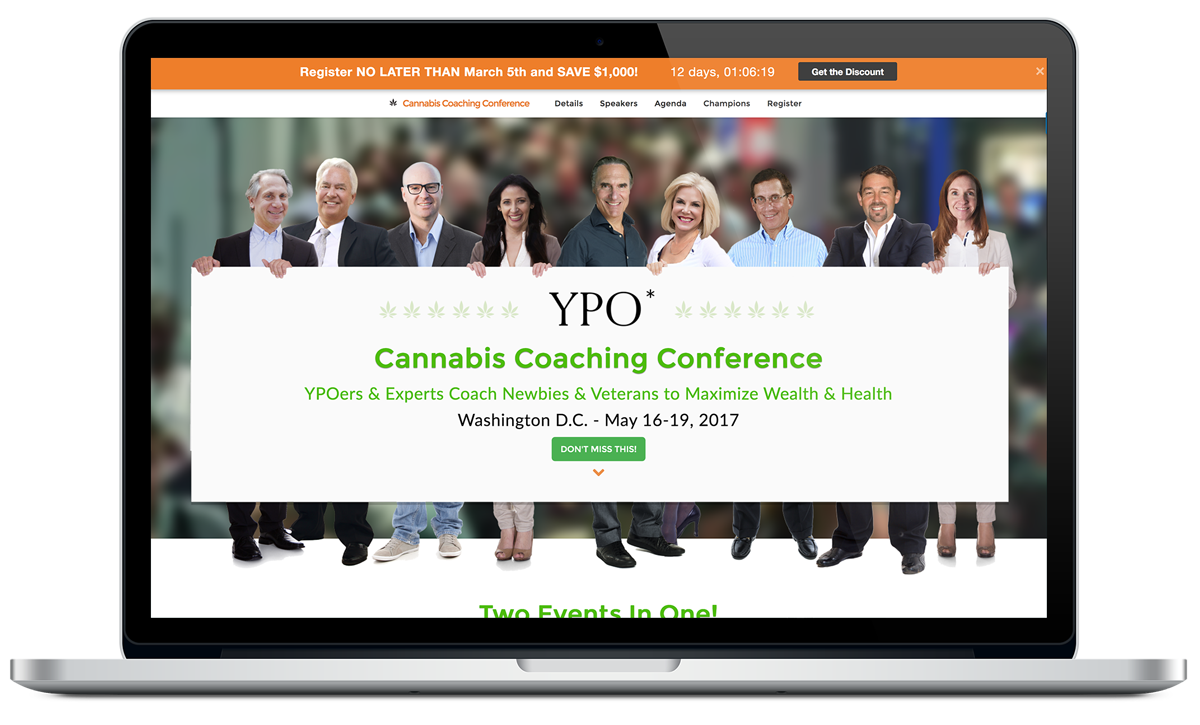 Register NO LATER THAN March 5th and SAVE $1,000! 12 days, 01:06:19 Get the Discount ×
Cannabis Coaching Conference Details Speakers Agenda Champions Register
YPO*
Cannabis Coaching Conference
YPOers & Experts Coach Newbies & Veterans to Maximize Wealth & Health
Washington D.C. - May 16-19, 2017
DON'T MISS THIS!
Two Events In One!